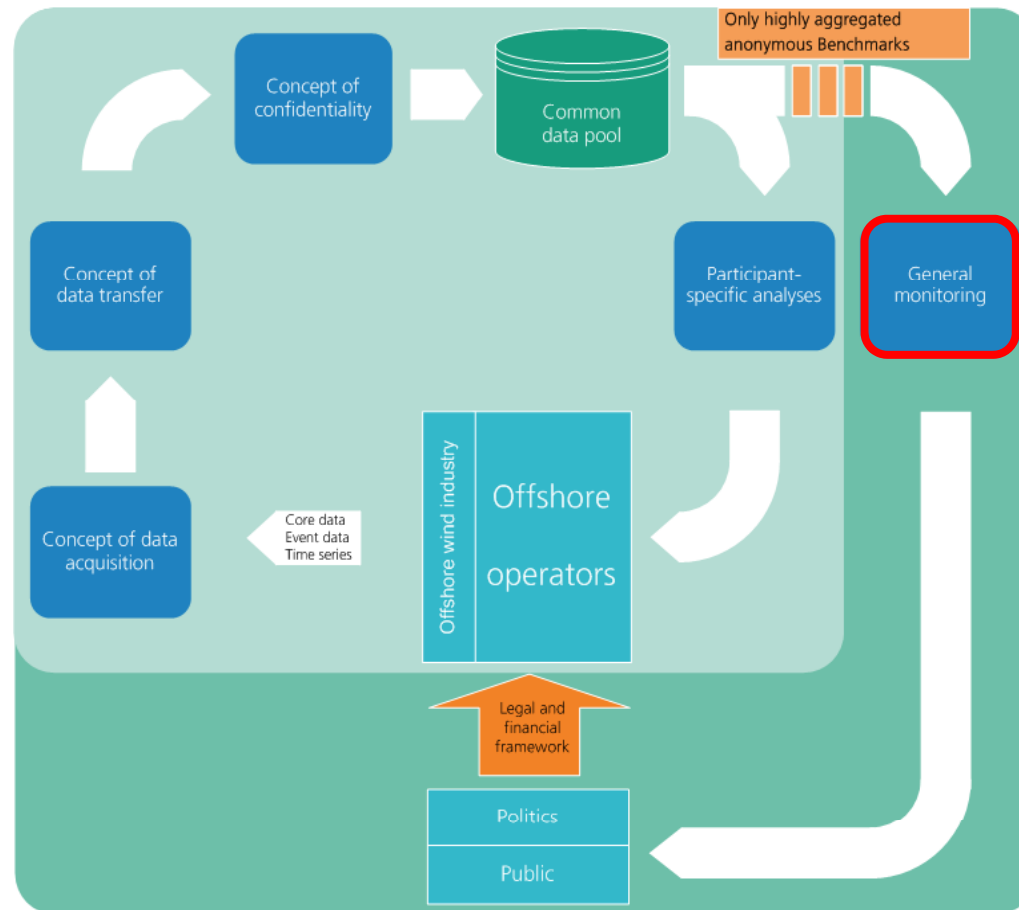 Only highly aggregated
anonymous Benchmarks
Concept of
confidentiality
Common
data pool
Concept of
data transfer
Participant-
specific analyses
General
monitoring
Offshore wind industry
Offshore
operators
Core data
Event data
Time series
Concept of data
acquisition
Legal and
financial
framework
Politics
Public